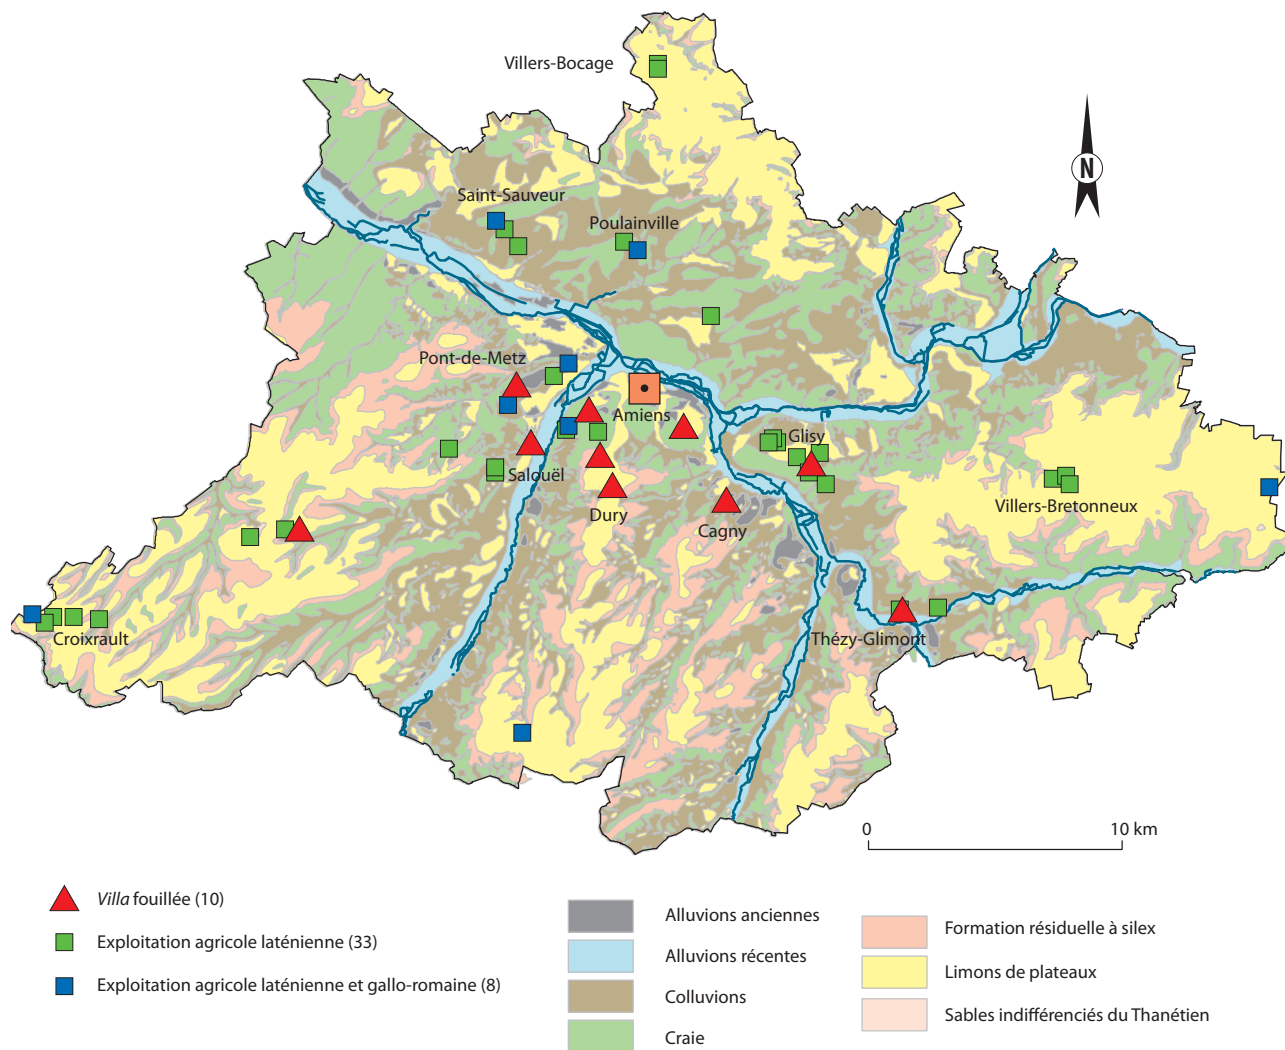 Villers-Bocage
N
Saint-Sauveur
Poulainville
Pont-de-Metz
Amiens
Glisy
Salouël
Dury
Cagny
Villers-Bretonneux
Croixrault
Thézy-Glimont
0 10 km
Villa fouillée (10)
Exploitation agricole laténienne (33)
Exploitation agricole laténienne et gallo-romaine (8)
Alluvions anciennes
Alluvions récentes
Colluvions
Craie
Formation résiduelle à silex
Limons de plateaux
Sables indifférenciés du Thanétien